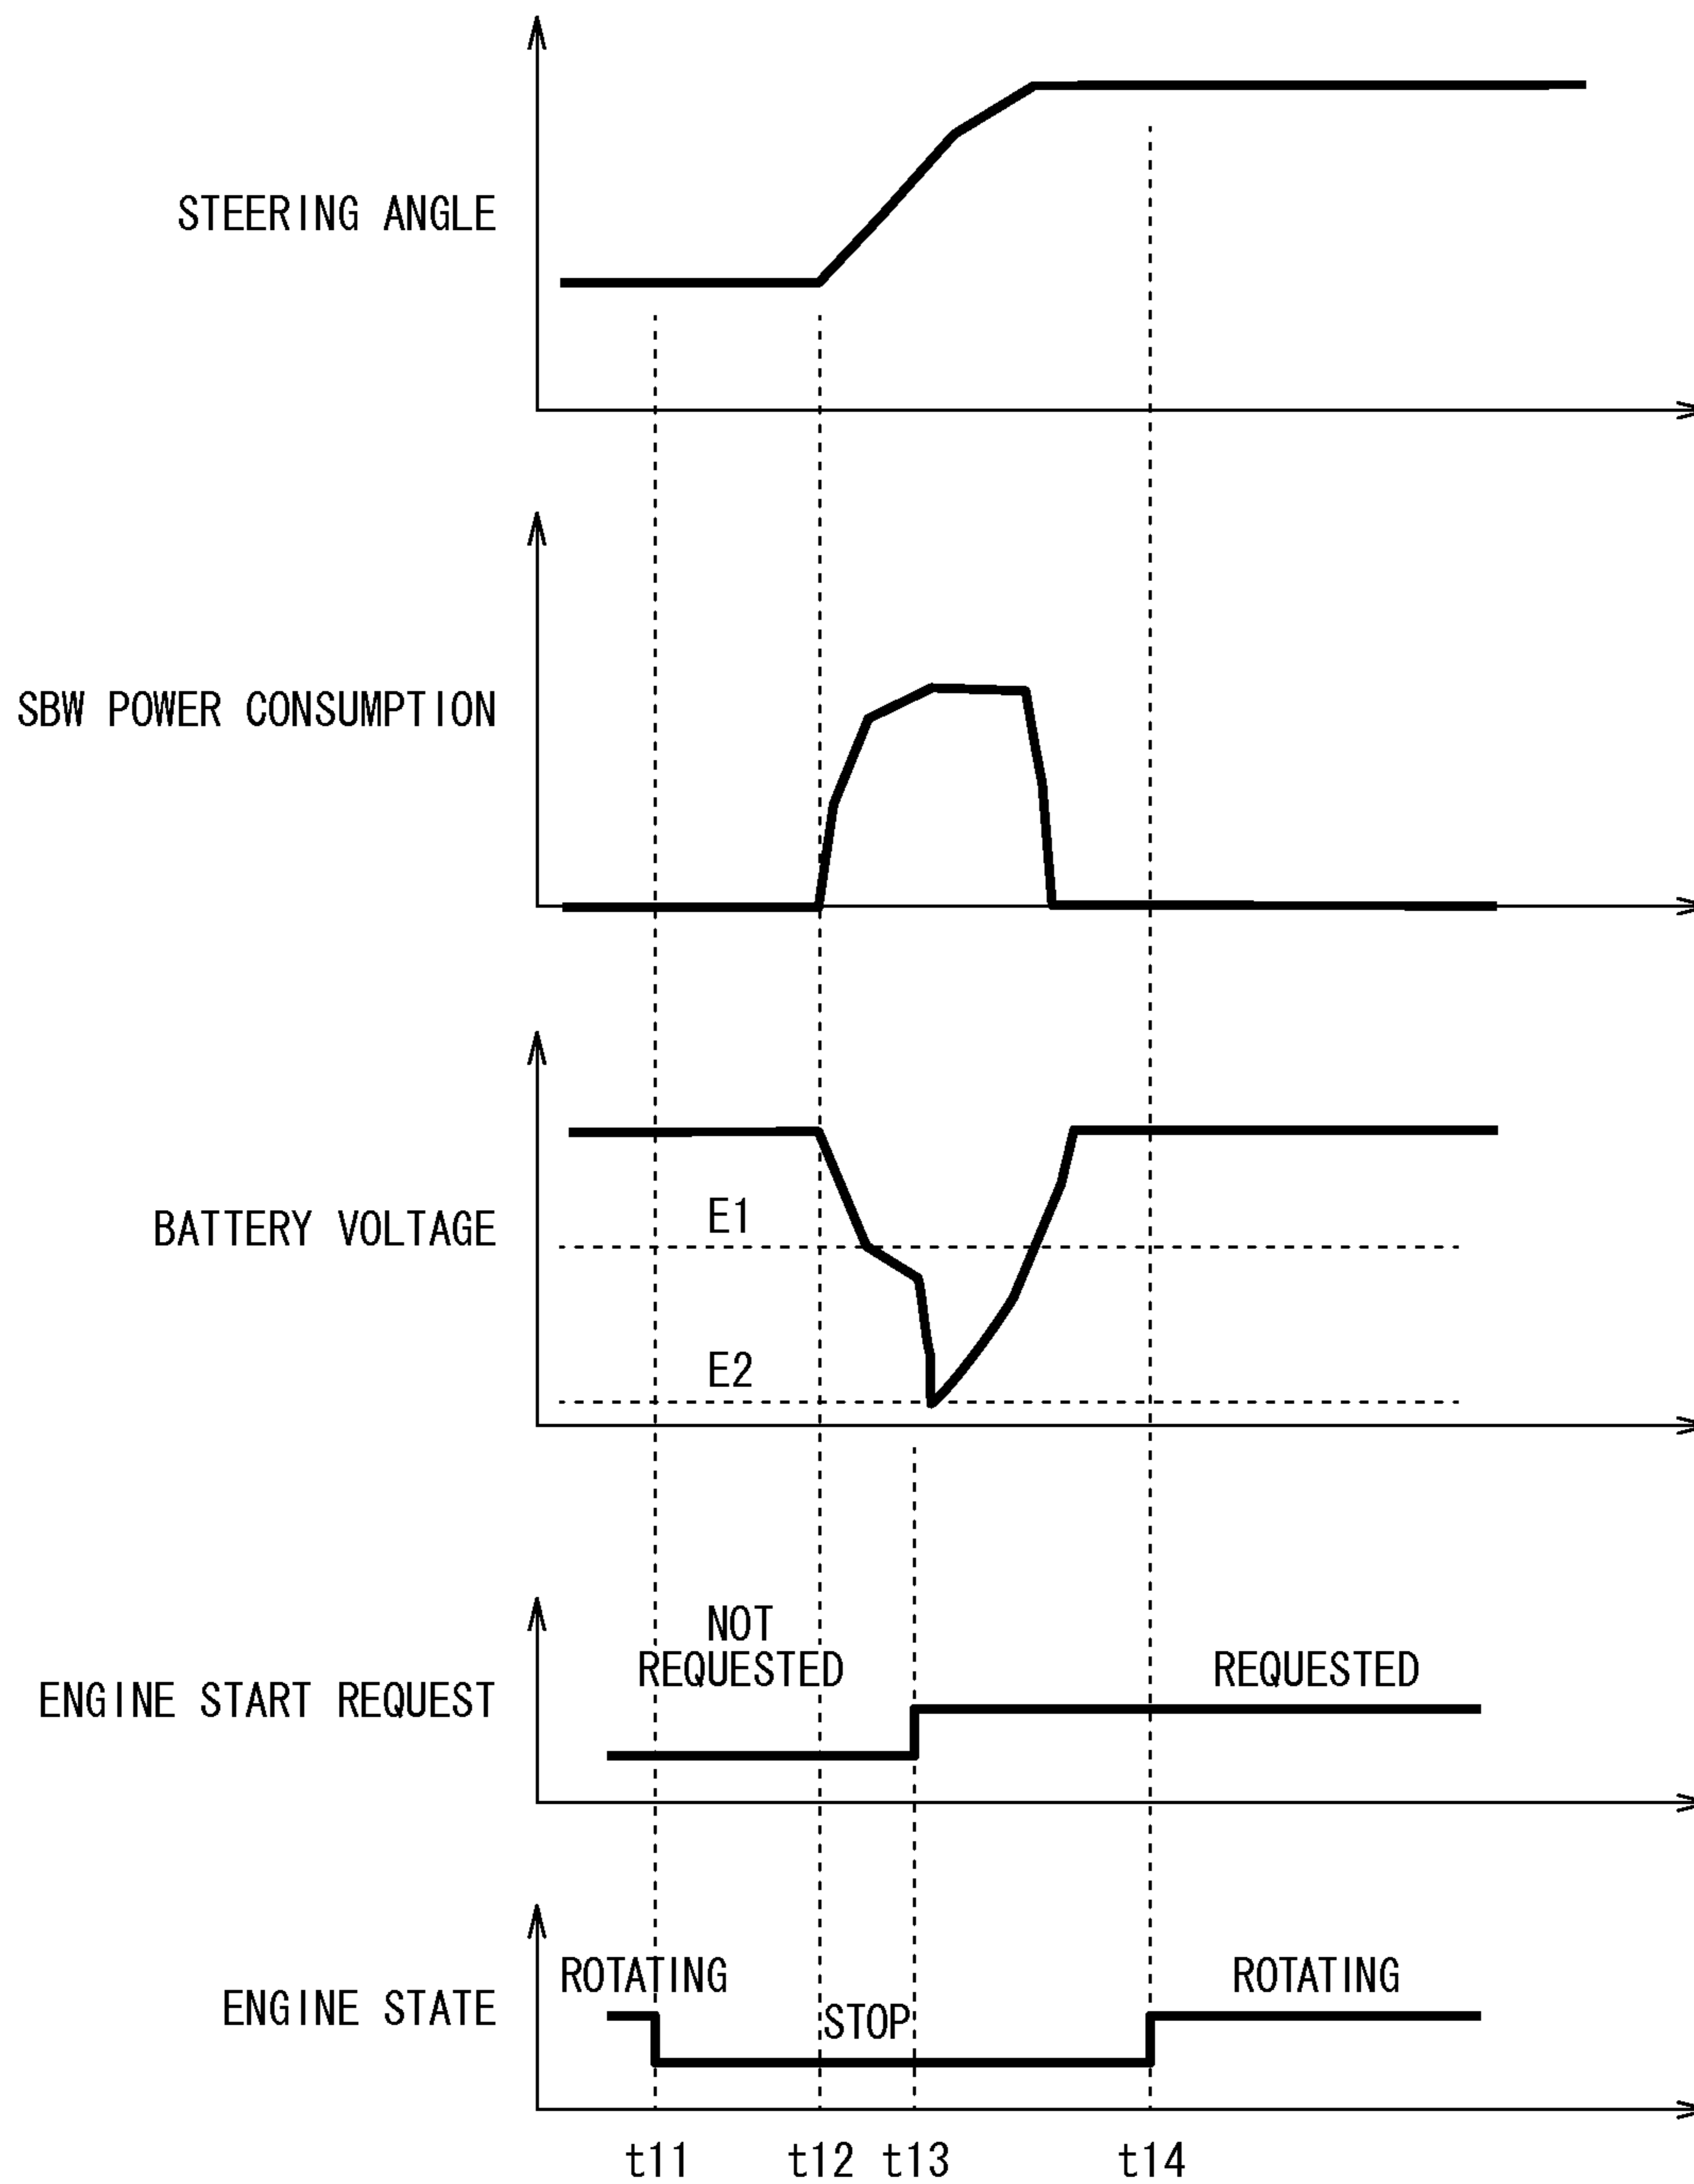 STEERING ANGLE
SBW POWER CONSUMPTION
BATTERY VOLTAGE
E1
E2
ENGINE START REQUEST
NOT
REQUESTED
REQUESTED
ENGINE STATE
ROTATING
STOP
ROTATING
t11 t12 t13 t14